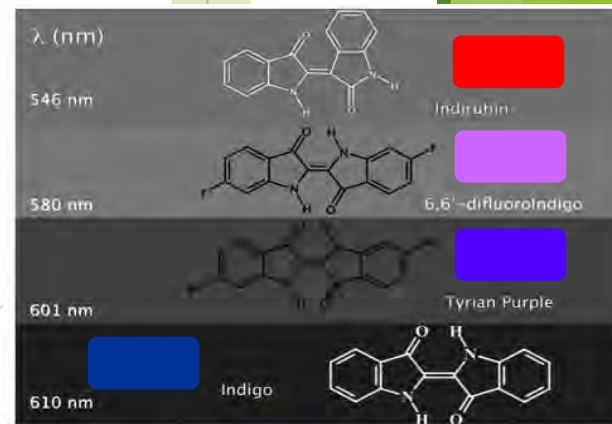 λ (nm)
O
N
H
N
H
O
546 nm
Indirubin
O
H
N
F
F
N
H
O
580 nm
6,6'-difluoroIndigo
601 nm
Tyrian Purple
O
H
N
N
H
O
Indigo
610 nm